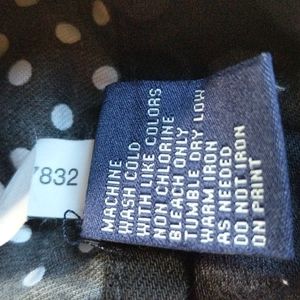 7832
MACHINE
WASH COLD
WITH LIKE COLORS
NON CHLORINE
BLEACH ONLY
TUMBLE DRY LOW
WARM IRON
AS NEEDED
DO NOT IRON
ON PRINT